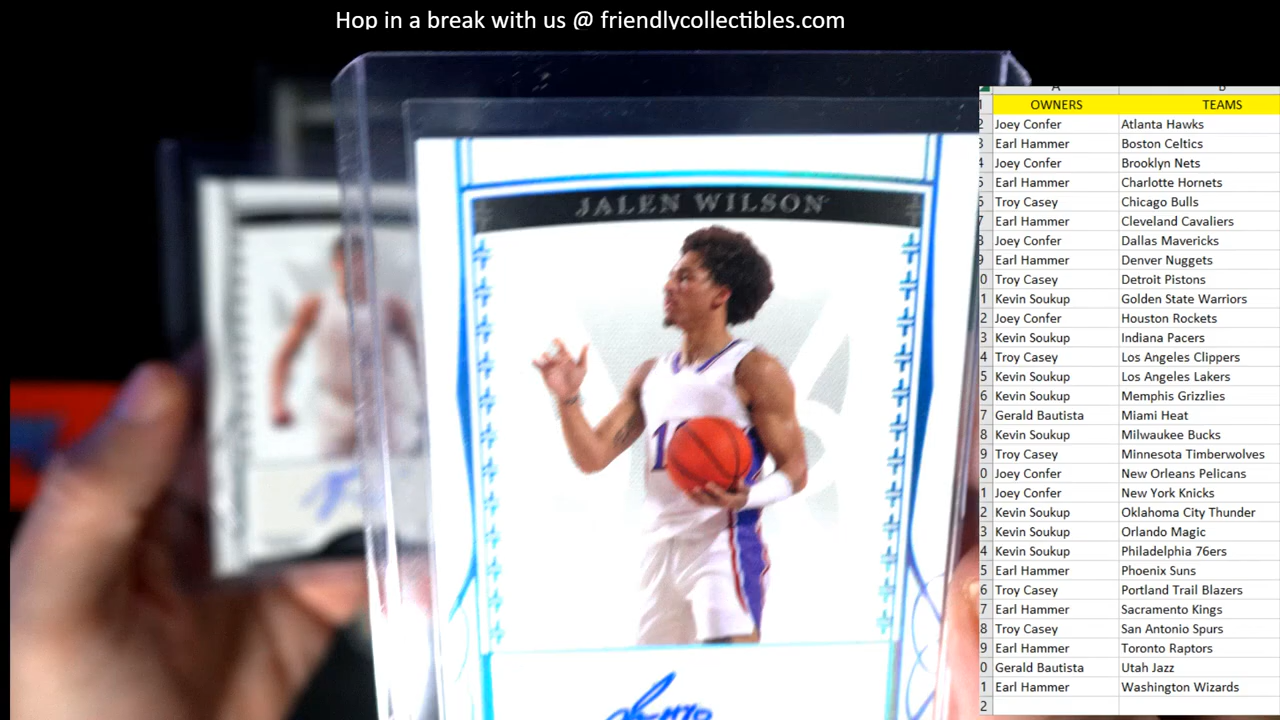 Hop in a break with us @ friendlycollectibles.com
JALEN WILSON
OWNERS TEAMS
Joey Confer Atlanta Hawks
Earl Hammer Boston Celtics
Joey Confer Brooklyn Nets
Earl Hammer Charlotte Hornets
Troy Casey Chicago Bulls
Earl Hammer Cleveland Cavaliers
Joey Confer Dallas Mavericks
Earl Hammer Denver Nuggets
Troy Casey Detroit Pistons
Kevin Soukup Golden State Warriors
Joey Confer Houston Rockets
Kevin Soukup Indiana Pacers
Troy Casey Los Angeles Clippers
Kevin Soukup Los Angeles Lakers
Kevin Soukup Memphis Grizzlies
Gerald Bautista Miami Heat
Kevin Soukup Milwaukee Bucks
Troy Casey Minnesota Timberwolves
Joey Confer New Orleans Pelicans
Joey Confer New York Knicks
Kevin Soukup Oklahoma City Thunder
Kevin Soukup Orlando Magic
Kevin Soukup Philadelphia 76ers
Earl Hammer Phoenix Suns
Troy Casey Portland Trail Blazers
Earl Hammer Sacramento Kings
Troy Casey San Antonio Spurs
Earl Hammer Toronto Raptors
Gerald Bautista Utah Jazz
Earl Hammer Washington Wizards